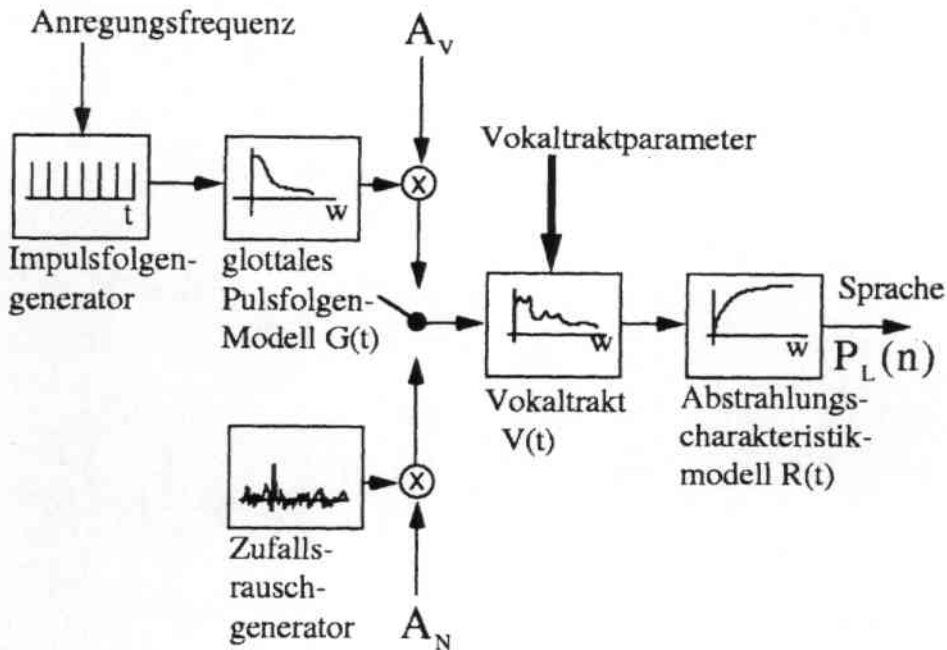 Anregungsfrequenz
A_V
Vokaltraktparameter
t
w
x
Impulsfolgen-
generator
glottales
Pulsfolgen-
Modell G(t)
w
w
Sprache
P_L(n)
Vokaltrakt
V(t)
Abstrahlungs-
charakteristik-
modell R(t)
x
Zufalls-
rausch-
generator
A_N